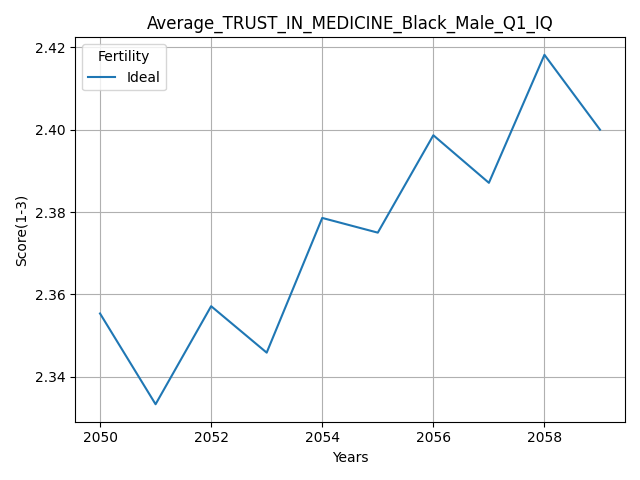 Average_TRUST_IN_MEDICINE_Black_Male_Q1_IQ
Fertility
Ideal
2.42
2.40
2.38
2.36
2.34
Score(1-3)
2050 2052 2054 2056 2058
Years